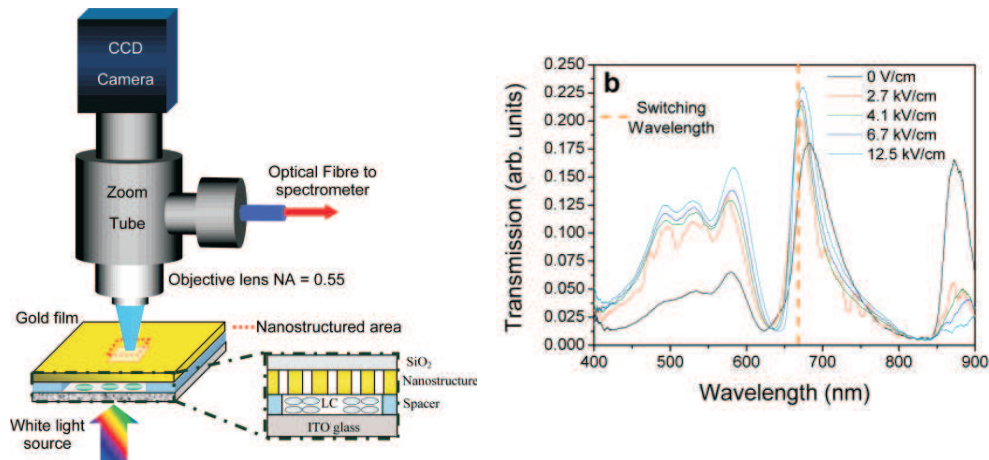 CCD
Camera
Zoom
Tube
Optical Fibre to
spectrometer
Objective lens NA = 0.55
Gold film
Nanostructured area
SiO₂
Nanostructure
LC
Spacer
ITO glass
White light
source
b
Switching
Wavelength
0 V/cm
2.7 kV/cm
4.1 kV/cm
6.7 kV/cm
12.5 kV/cm
Transmission (arb. units)
0.250
0.225
0.200
0.175
0.150
0.125
0.100
0.075
0.050
0.025
0.000
400 500 600 700 800 900
Wavelength (nm)